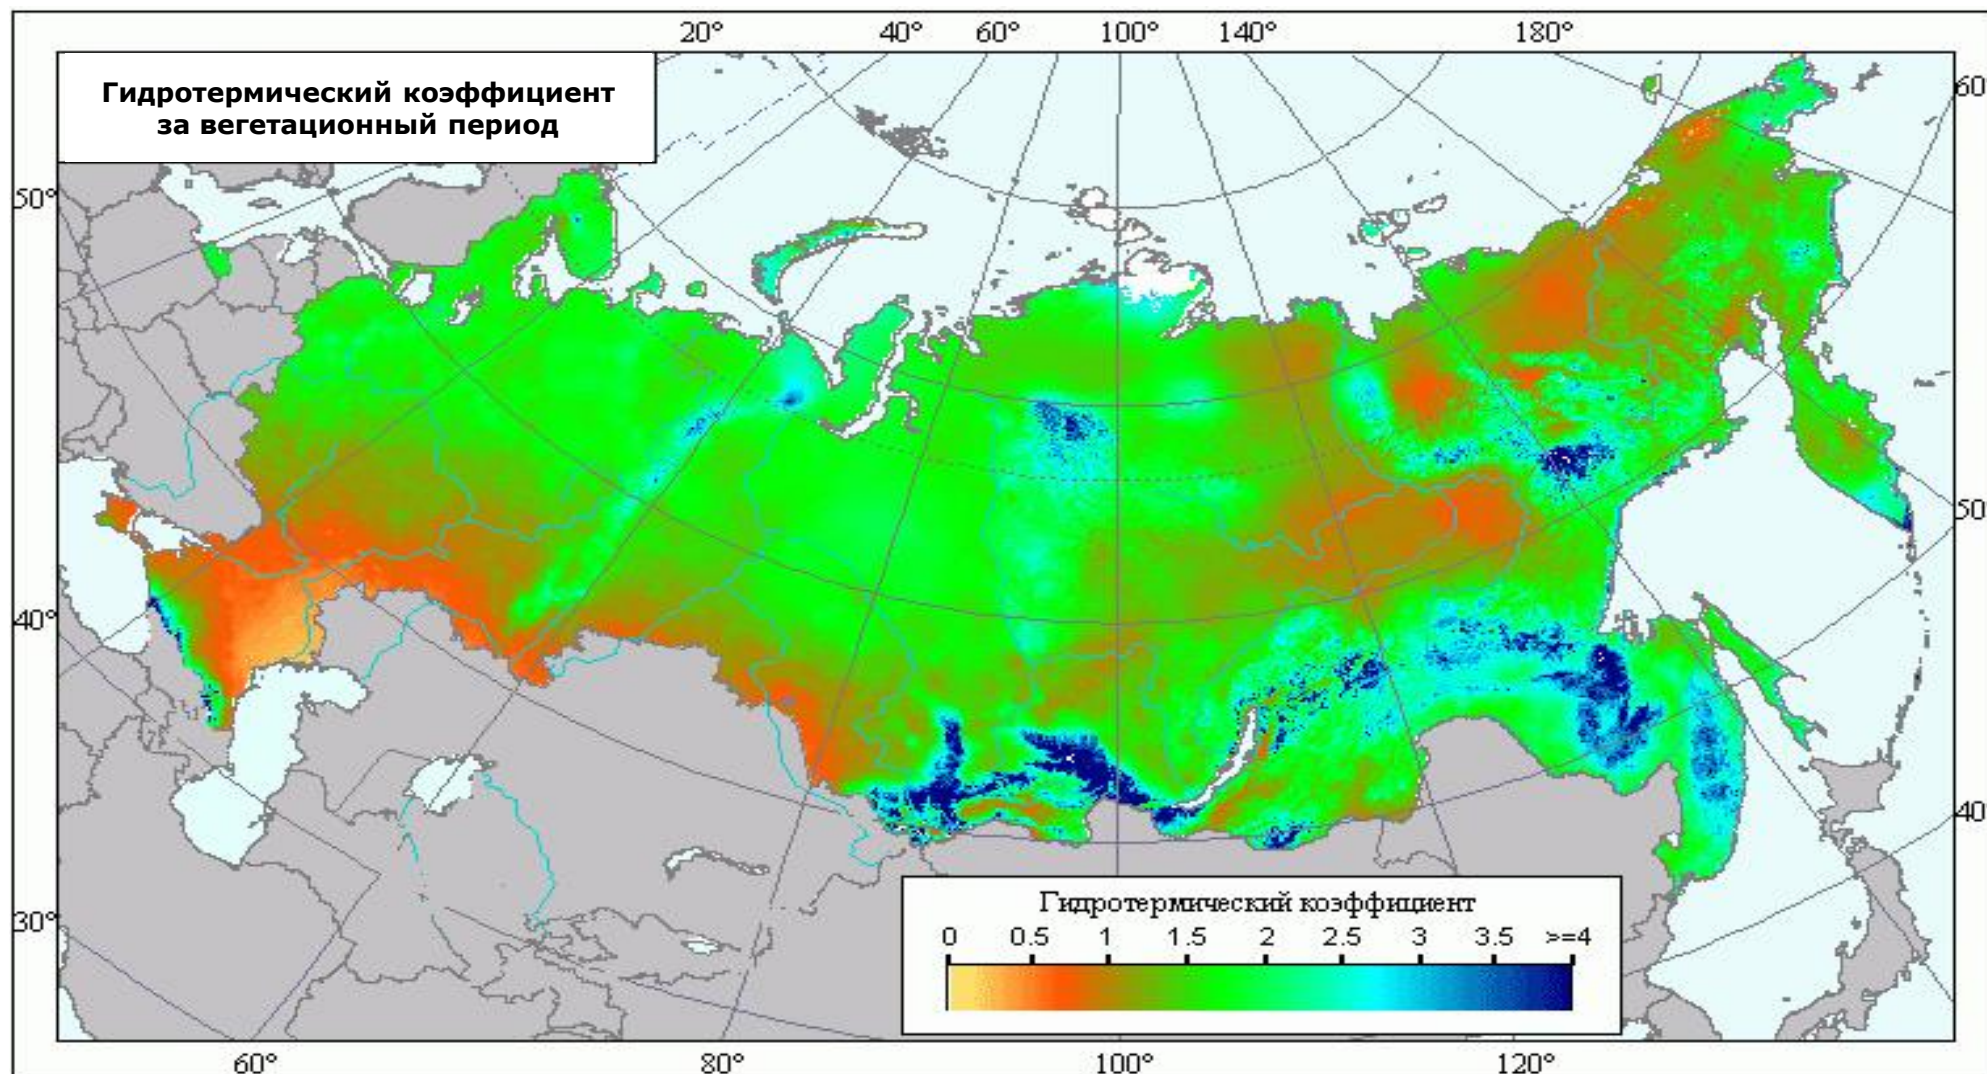 20° 40° 60° 100° 140° 180°
Гидротермический коэффициент
за вегетационный период
60°
50°
50°
40°
40°
30°
Гидротермический коэффициент
0 0.5 1 1.5 2 2.5 3 3.5 >=4
60° 80° 100° 120°